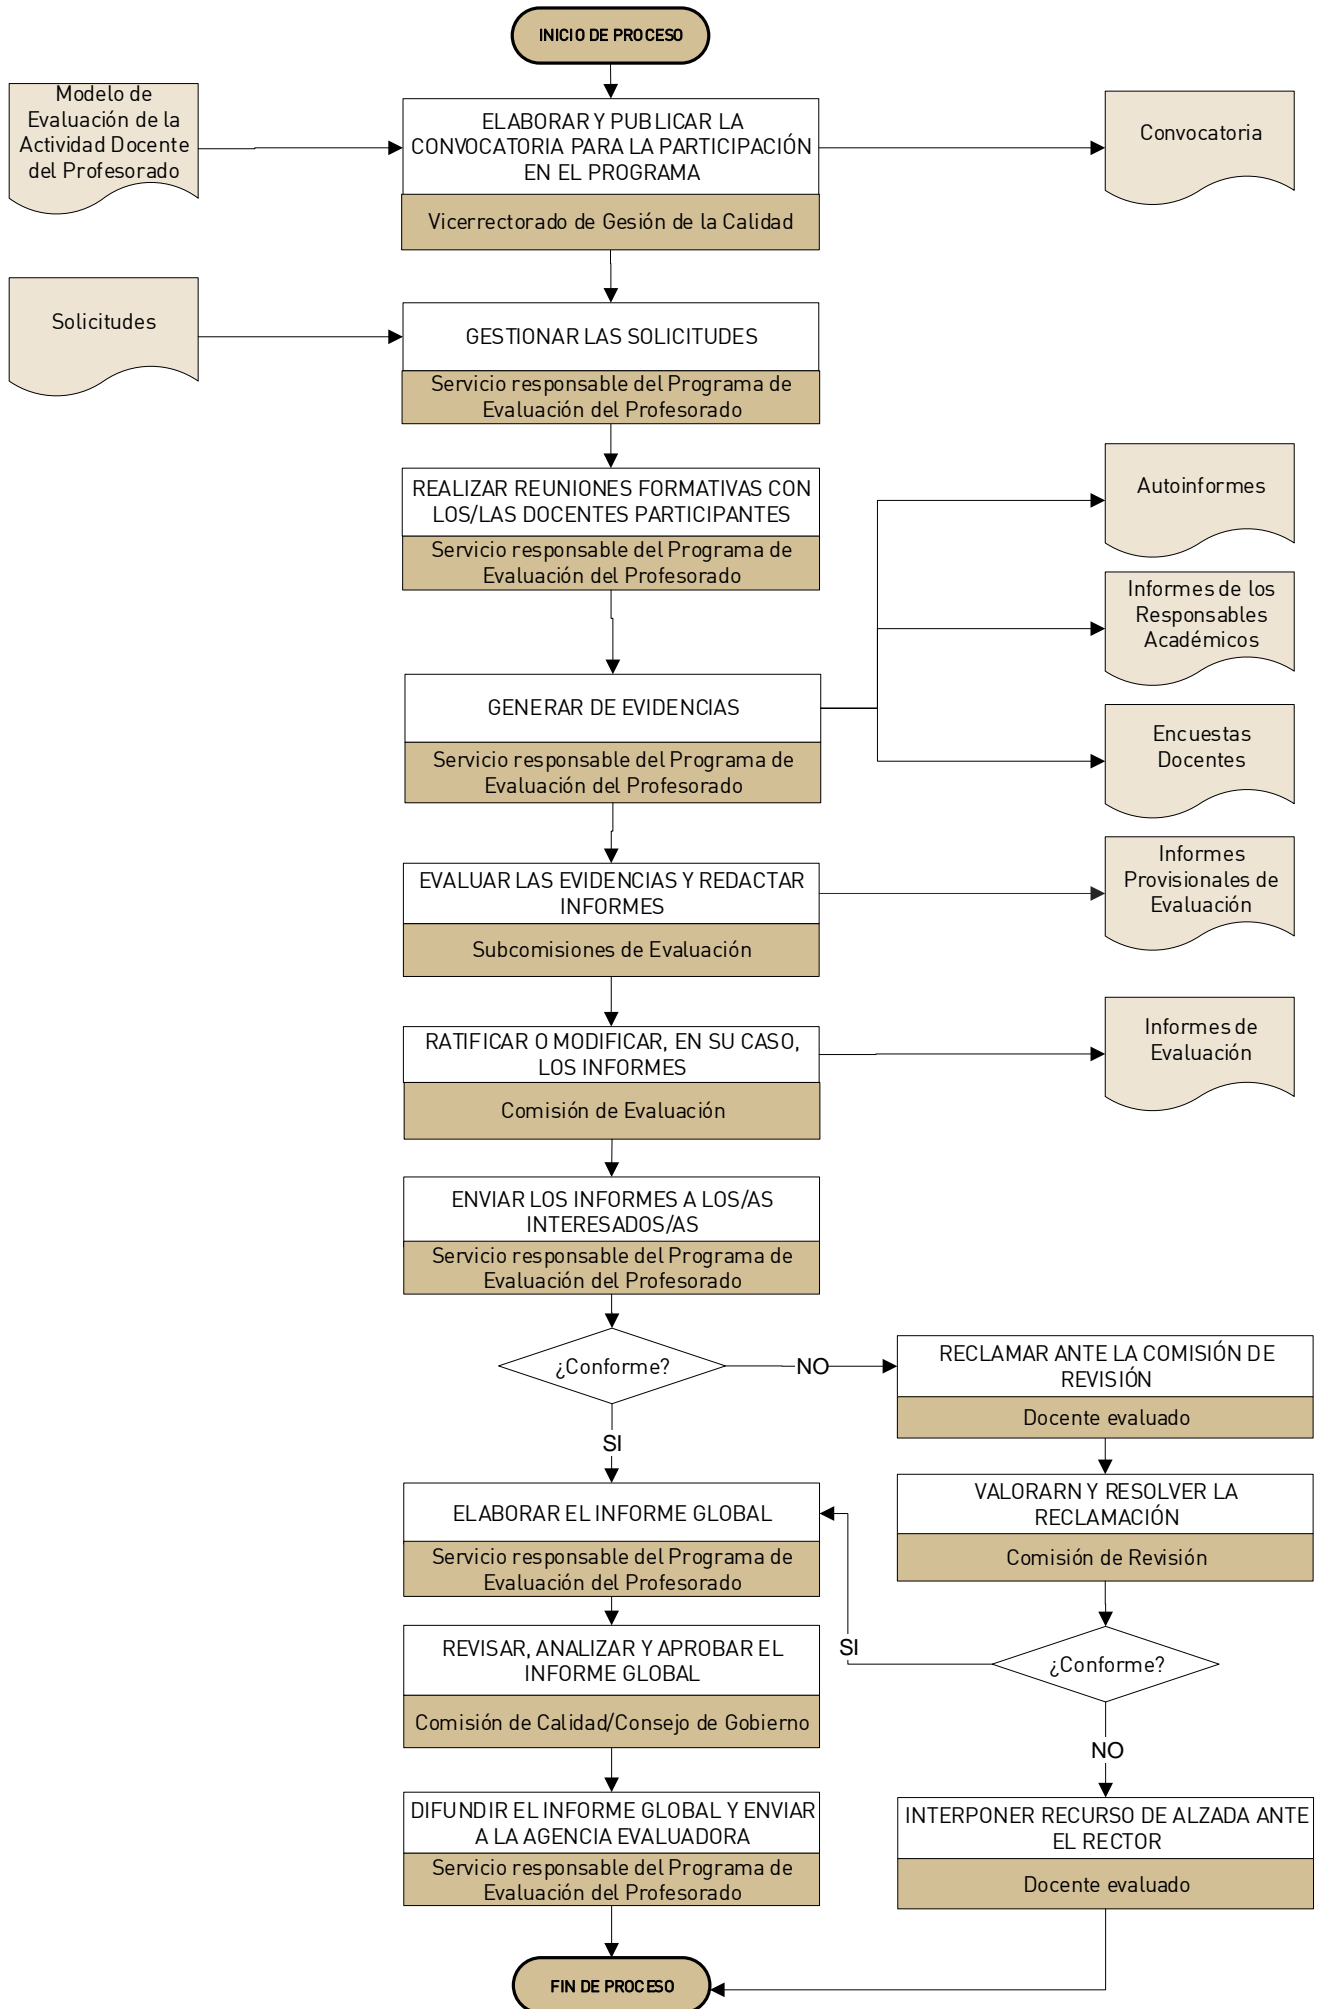 INICIO DE PROCESO
Modelo de
Evaluación de la
Actividad Docente
del Profesorado
ELABORAR Y PUBLICAR LA
CONVOCATORIA PARA LA PARTICIPACIÓN
EN EL PROGRAMA
Vicerrectorado de Gesión de la Calidad
Convocatoria
Solicitudes
GESTIONAR LAS SOLICITUDES
Servicio responsable del Programa de
Evaluación del Profesorado
REALIZAR REUNIONES FORMATIVAS CON
LOS/LAS DOCENTES PARTICIPANTES
Servicio responsable del Programa de
Evaluación del Profesorado
Autoinformes
Informes de los
Responsables
Académicos
GENERAR DE EVIDENCIAS
Servicio responsable del Programa de
Evaluación del Profesorado
Encuestas
Docentes
EVALUAR LAS EVIDENCIAS Y REDACTAR
INFORMES
Subcomisiones de Evaluación
Informes
Provisionales de
Evaluación
RATIFICAR O MODIFICAR, EN SU CASO,
LOS INFORMES
Comisión de Evaluación
Informes de
Evaluación
ENVIAR LOS INFORMES A LOS/AS
INTERESADOS/AS
Servicio responsable del Programa de
Evaluación del Profesorado
¿Conforme?
NO
RECLAMAR ANTE LA COMISIÓN DE
REVISIÓN
Docente evaluado
SI
VALORARN Y RESOLVER LA
RECLAMACIÓN
Comisión de Revisión
ELABORAR EL INFORME GLOBAL
Servicio responsable del Programa de
Evaluación del Profesorado
¿Conforme?
SI
REVISAR, ANALIZAR Y APROBAR EL
INFORME GLOBAL
Comisión de Calidad/Consejo de Gobierno
NO
DIFUNDIR EL INFORME GLOBAL Y ENVIAR
A LA AGENCIA EVALUADORA
Servicio responsable del Programa de
Evaluación del Profesorado
INTERPONER RECURSO DE ALZADA ANTE
EL RECTOR
Docente evaluado
FIN DE PROCESO